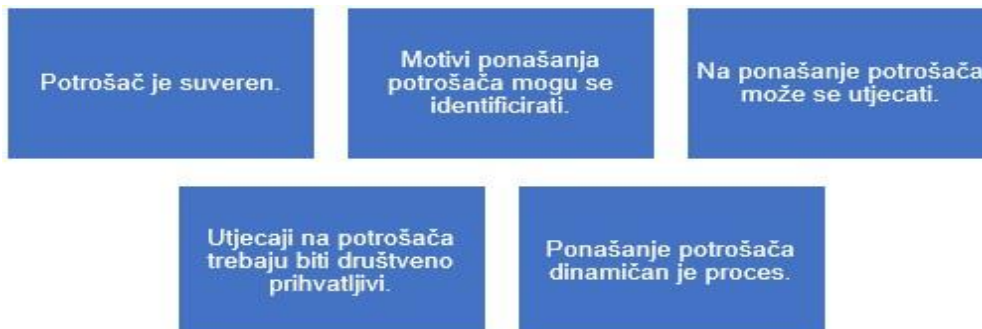 Potrošač je suveren.
Motivi ponašanja
potrošača mogu se
identificirati.
Na ponašanje potrošača
može se utjecati.
Utjecaji na potrošača
trebaju biti društveno
prihvatljivi.
Ponašanje potrošača
dinamičan je proces.